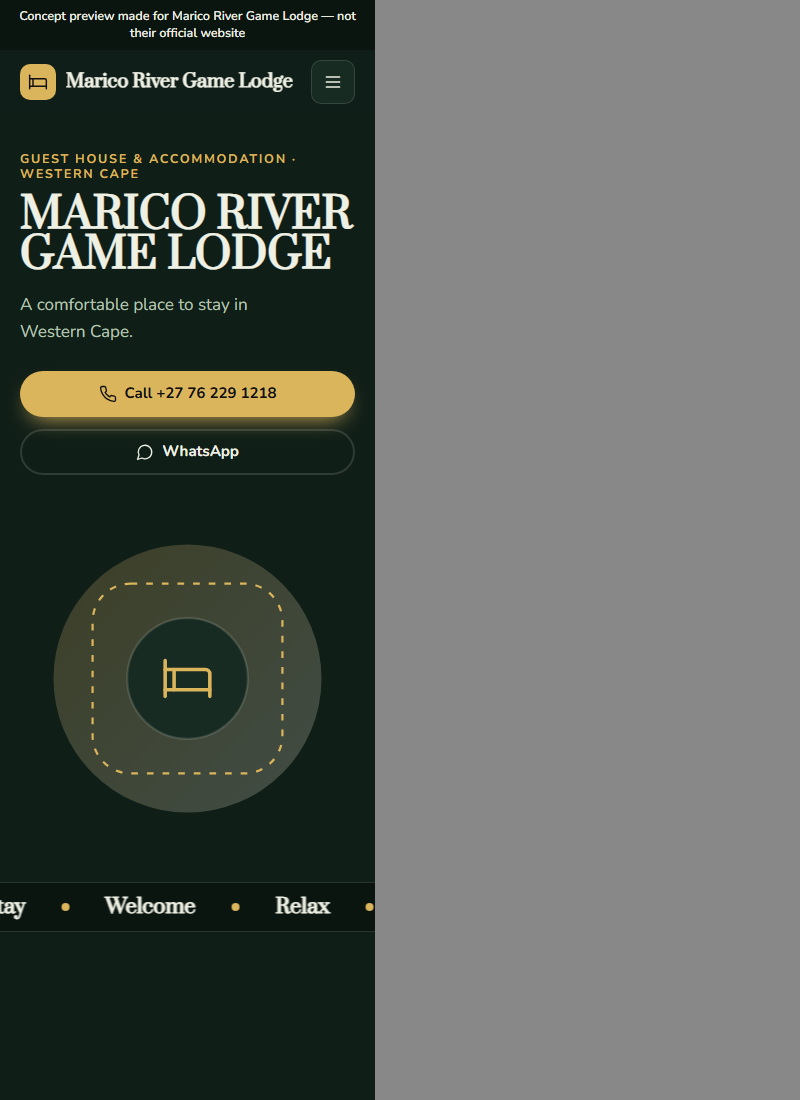 Concept preview made for Marico River Game Lodge — not
their official website
Marico River Game Lodge
GUEST HOUSE & ACCOMMODATION ·
WESTERN CAPE
MARICO RIVER
GAME LODGE
A comfortable place to stay in
Western Cape.
Call +27 76 229 1218
WhatsApp
tay • Welcome • Relax •